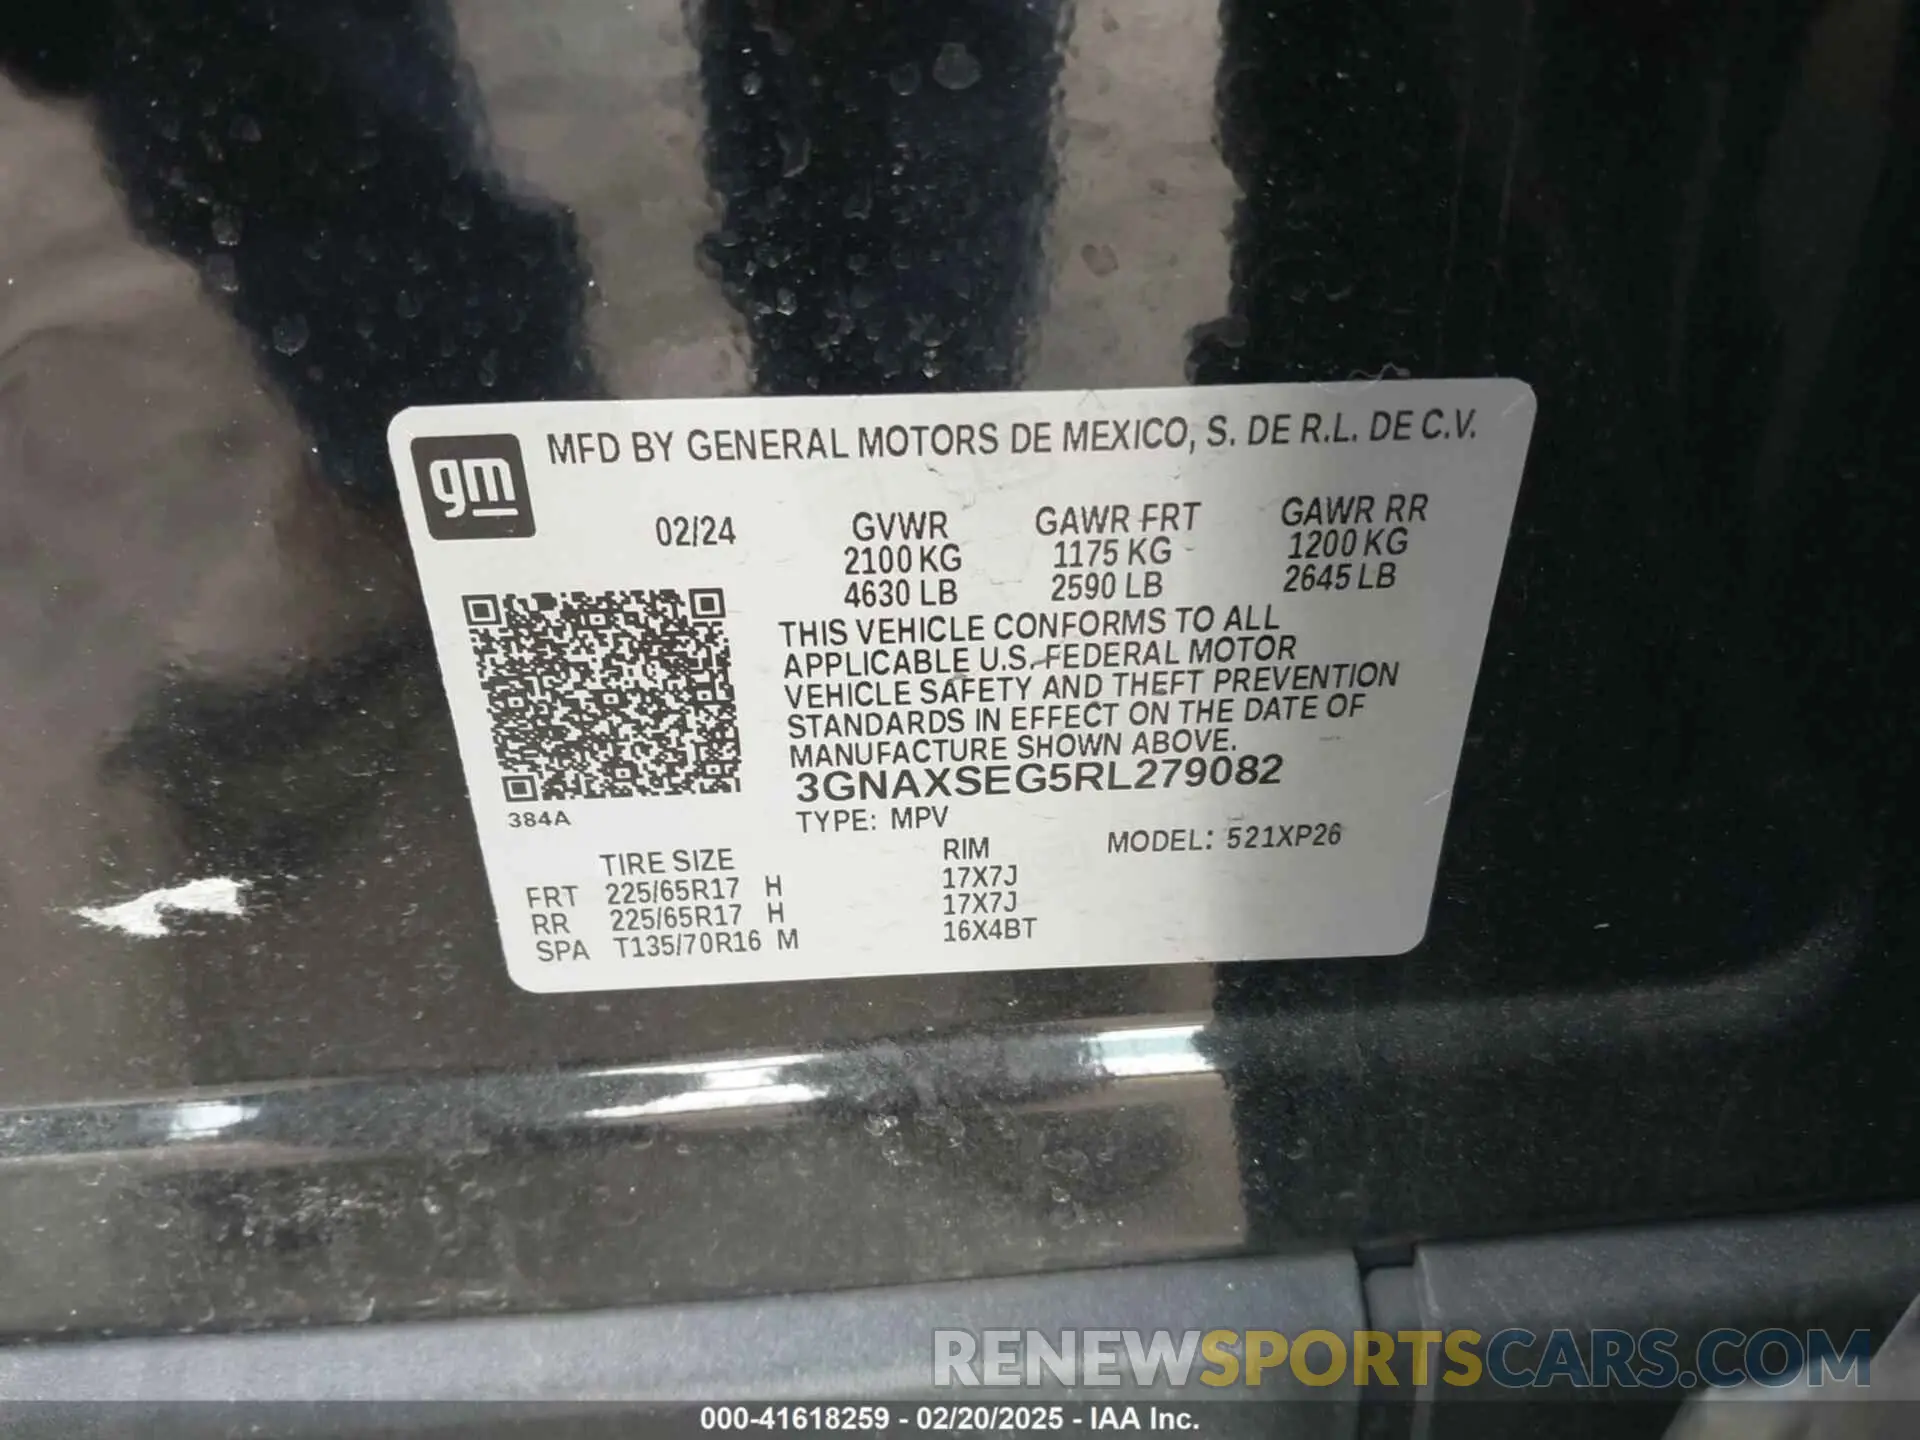 gm
MFD BY GENERAL MOTORS DE MEXICO, S. DE R.L. DE C.V.
02/24
GVWR
2100 KG
4630 LB
GAWR FRT
1175 KG
2590 LB
GAWR RR
1200 KG
2645 LB
THIS VEHICLE CONFORMS TO ALL
APPLICABLE U.S. FEDERAL MOTOR
VEHICLE SAFETY AND THEFT PREVENTION
STANDARDS IN EFFECT ON THE DATE OF
MANUFACTURE SHOWN ABOVE.
3GNAXSEG5RL279082
384A
TYPE: MPV
MODEL: 521XP26
TIRE SIZE RIM
FRT 225/65R17 H 17X7J
RR 225/65R17 H 17X7J
SPA T135/70R16 M 16X4BT
RENEWSPORTSCARS.COM
000-41618259 - 02/20/2025 - IAA Inc.